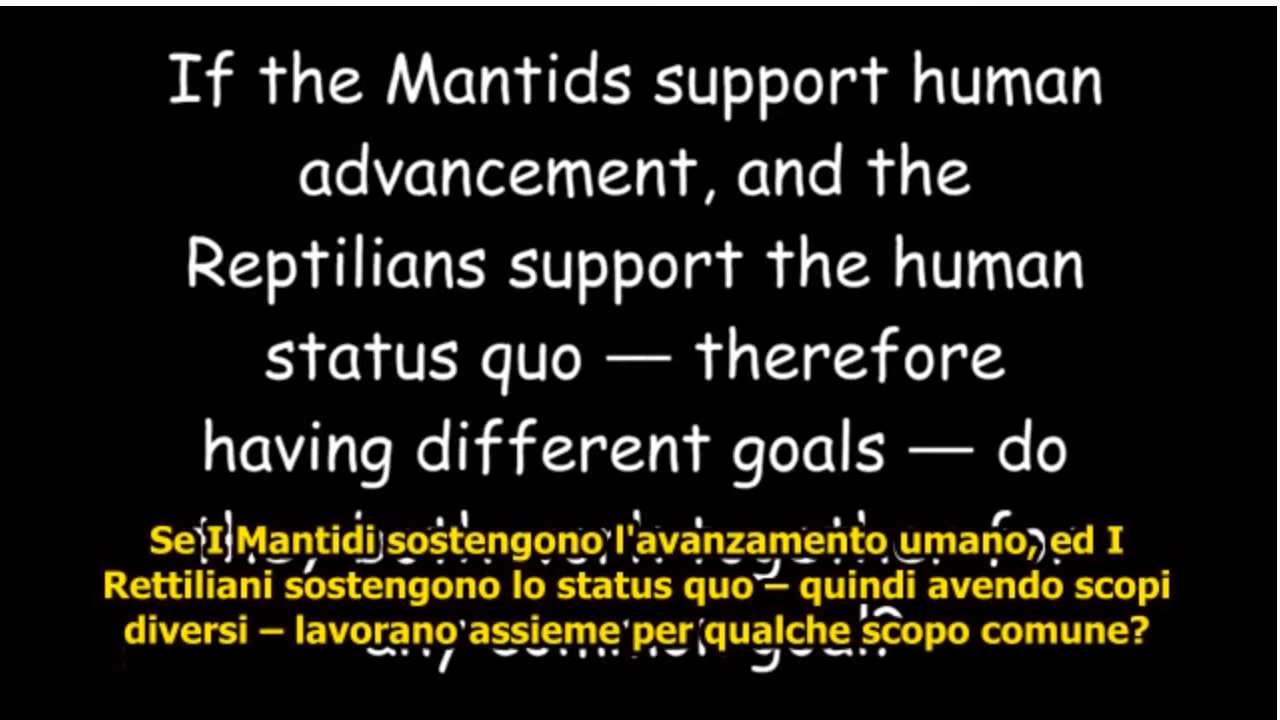 If the Mantids support human
advancement, and the
Reptilians support the human
status quo — therefore
having different goals — do
Se I Mantidi sostengono l'avanzamento umano, ed I
Rettiliani sostengono lo status quo – quindi avendo scopi
diversi – lavorano assieme per qualche scopo comune?